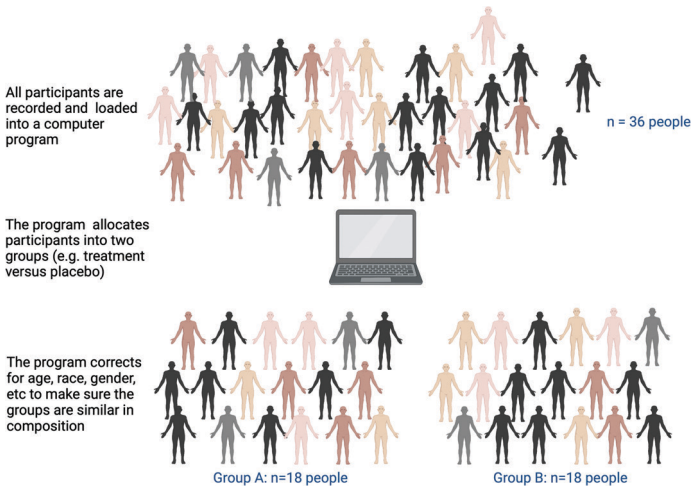 All participants are
recorded and loaded
into a computer
program
n = 36 people
The program allocates
participants into two
groups (e.g. treatment
versus placebo)
The program corrects
for age, race, gender,
etc to make sure the
groups are similar in
composition
Group A: n=18 people
Group B: n=18 people